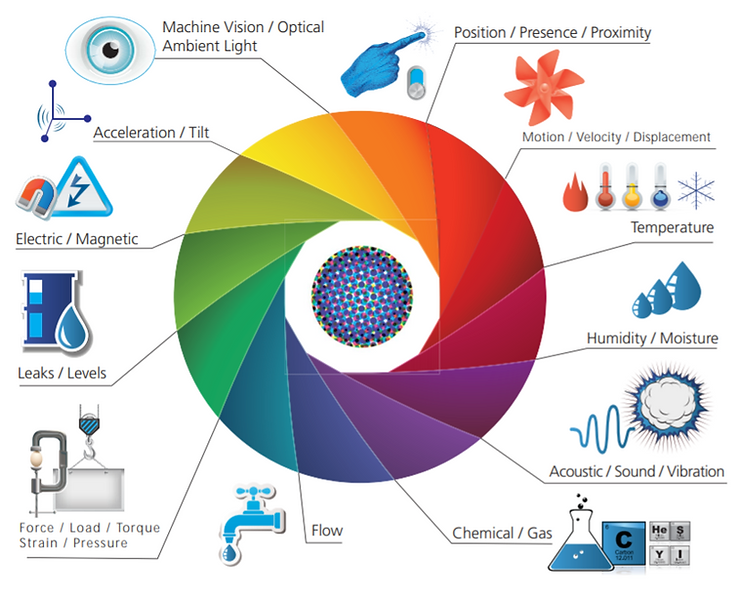 Machine Vision / Optical
Ambient Light
Position / Presence / Proximity
Acceleration / Tilt
Motion / Velocity / Displacement
Electric / Magnetic
Temperature
Leaks / Levels
Humidity / Moisture
Force / Load / Torque
Strain / Pressure
Flow
Acoustic / Sound / Vibration
Chemical / Gas
C
Carbon
12.011
He
S
Y
I